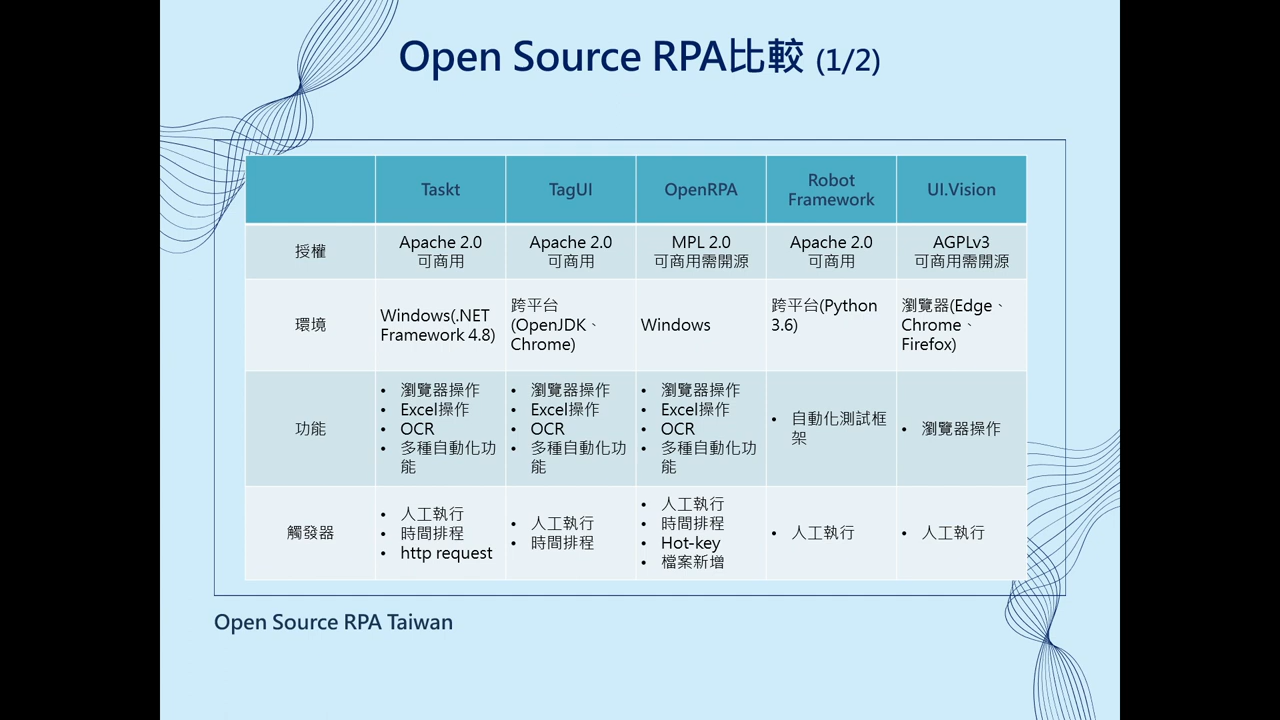 Open Source RPA比較 (1/2)
Taskt
TagUI
OpenRPA
Robot
Framework
UI.Vision
授權
Apache 2.0
可商用
Apache 2.0
可商用
MPL 2.0
可商用需開源
Apache 2.0
可商用
AGPLv3
可商用需開源
環境
Windows(.NET
Framework 4.8)
跨平台
(OpenJDK、
Chrome)
Windows
跨平台(Python
3.6)
瀏覽器(Edge、
Chrome、
Firefox)
功能
• 瀏覽器操作
• Excel操作
• OCR
• 多種自動化功
能
• 瀏覽器操作
• Excel操作
• OCR
• 多種自動化功
能
• 瀏覽器操作
• Excel操作
• OCR
• 多種自動化功
能
• 自動化測試框
架
• 瀏覽器操作
觸發器
• 人工執行
• 時間排程
• http request
• 人工執行
• 時間排程
• 人工執行
• 時間排程
• Hot-key
• 檔案新增
• 人工執行
• 人工執行
Open Source RPA Taiwan